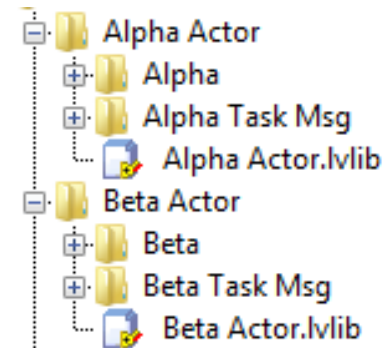 Alpha Actor
Alpha
Alpha Task Msg
Alpha Actor.lvlib
Beta Actor
Beta
Beta Task Msg
Beta Actor.lvlib